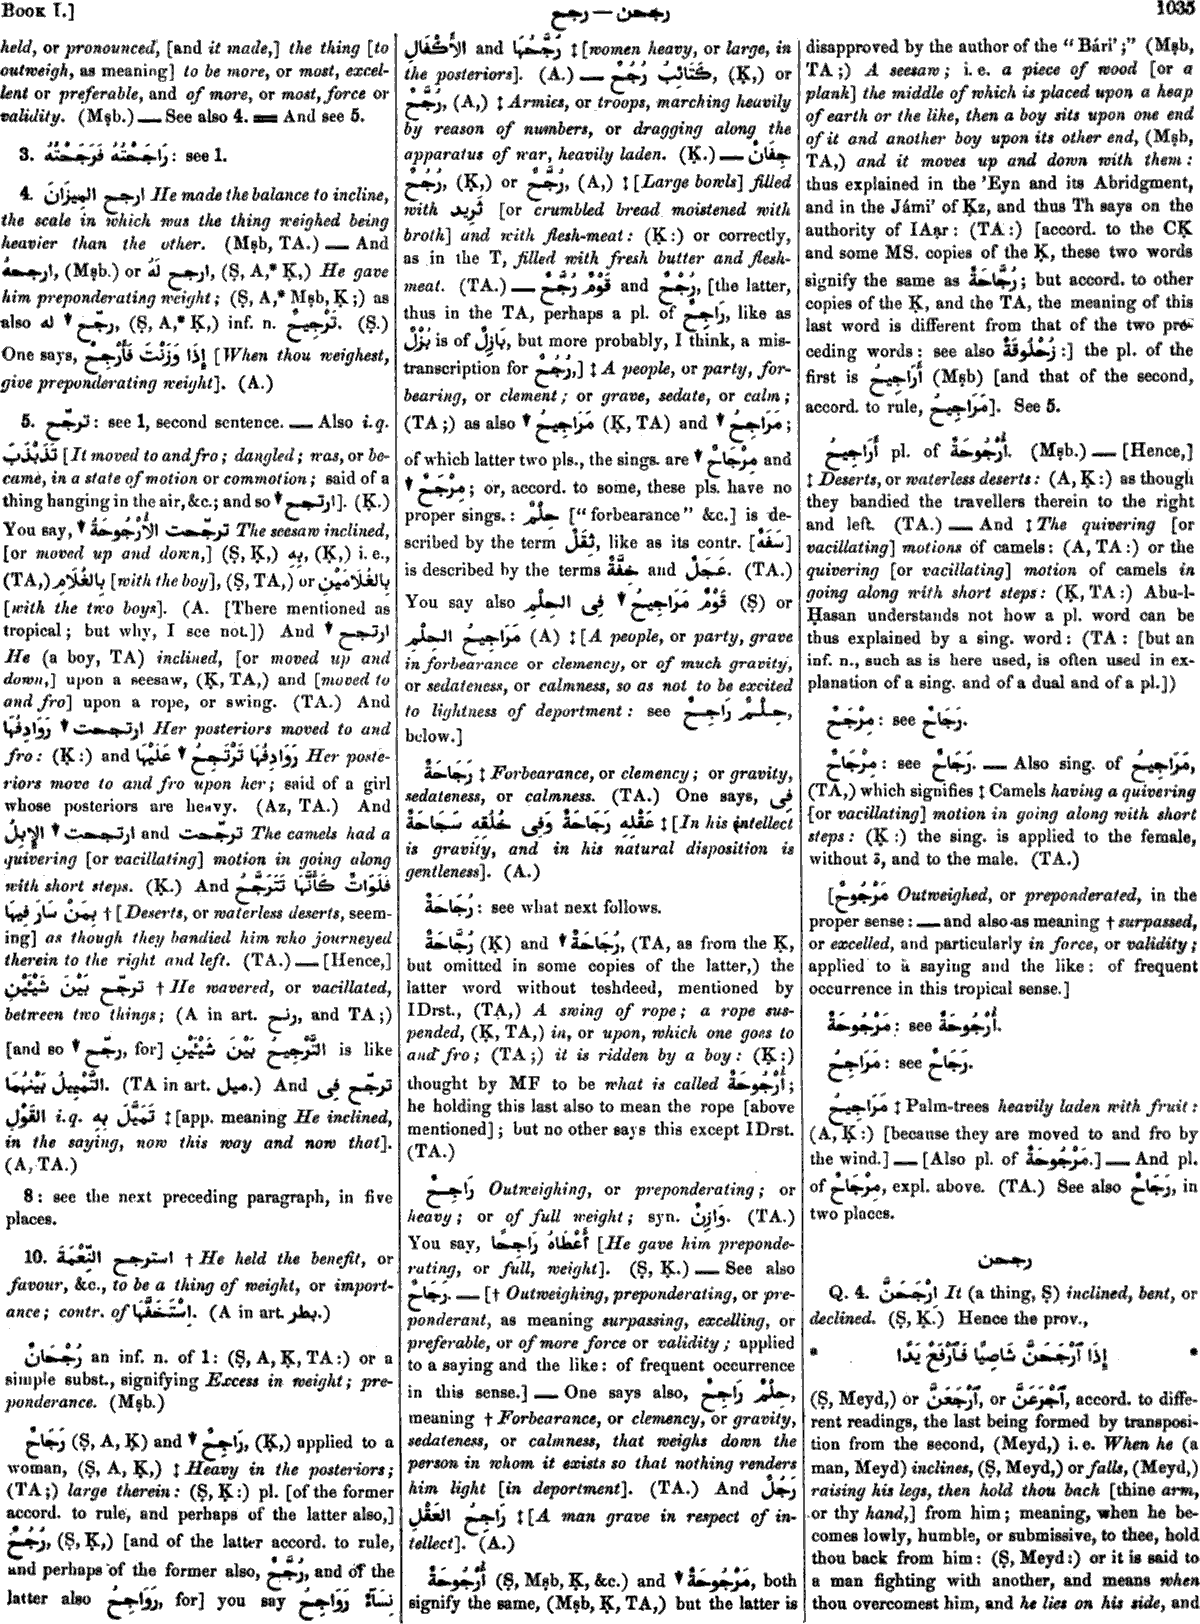 Book I.]
رجح — رجحن
1035
held, or pronounced, [and it made,] the thing [to
outweigh, as meaning] to be more, or most, excel-
lent or preferable, and of more, or most, force or
validity. (Mṣb.) — See also 4. = And see 5.
3. رَاجَحْتُهُ فَرَجَحْتُهُ: see 1.
4. ارجح المِيزَانَ He made the balance to incline,
the scale in which was the thing weighed being
heavier than the other. (Mṣb, TA.) — And
ارجحهُ, (Mṣb.) or ارجح لَهُ, (Ṣ, A,* Ḳ,) He gave
him preponderating weight; (Ṣ, A,* Mṣb, Ḳ;) as
also رجّح ▼ له, (Ṣ, A,* Ḳ,) inf. n. تَرْجِيحٌ. (Ṣ.)
One says, إِذَا وَزَنْتَ فَأَرْجِحْ [When thou weighest,
give preponderating weight]. (A.)
5. ترجّح: see 1, second sentence. — Also i. q.
تَذَبْذَبَ [It moved to and fro; dangled; was, or be-
came, in a state of motion or commotion; said of a
thing hanging in the air, &c.; and so ▼ ارتجح]. (Ḳ.)
You say, ▼ ترجّحت الأُرْجُوحَةُ The seesaw inclined,
[or moved up and down,] (Ṣ, Ḳ,) بِهِ, (Ḳ,) i. e.,
(TA,) بِالغُلَامِ [with the boy], (Ṣ, TA,) or بِالغُلَامَيْنِ
[with the two boys]. (A. [There mentioned as
tropical; but why, I see not.]) And ▼ ارتجح
He (a boy, TA) inclined, [or moved up and
down,] upon a seesaw, (Ḳ, TA,) and [moved to
and fro] upon a rope, or swing. (TA.) And
ارتجحت ▼ رَوَادِفُهَا Her posteriors moved to and
fro: (Ḳ:) and رَوَادِفُهَا تَرْتَجِحُ ▼ عَلَيْهَا Her poste-
riors move to and fro upon her; said of a girl
whose posteriors are heavy. (Az, TA.) And
ترجّحت and ارتجحت ▼ الإِبِلُ The camels had a
quivering [or vacillating] motion in going along
with short steps. (Ḳ.) And فَلَوَاتٌ كَأَنَّهَا تَتَرَجَّحُ
بِمَنْ سَارَ فِيهَا † [Deserts, or waterless deserts, seem-
ing] as though they bandied him who journeyed
therein to the right and left. (TA.) — [Hence,]
ترجّح بَيْنَ شَيْئَيْنِ † He wavered, or vacillated,
between two things; (A in art. رنح, and TA;)
[and so ▼ رجّح, for] التَّرْجِيحُ بَيْنَ شَيْئَيْنِ is like
التَّمْيِيلُ بَيْنَهُمَا. (TA in art. ميل.) And ترجّح فِى
القَوْلِ i. q. تَمَيَّلَ بِهِ ‡ [app. meaning He inclined,
in the saying, now this way and now that].
(A, TA.)
8: see the next preceding paragraph, in five
places.
10. استرجح النِّعْمَةَ † He held the benefit, or
favour, &c., to be a thing of weight, or import-
ance; contr. of اِسْتَخَفَّهَا. (A in art. بطر.)
رُجْحَانٌ an inf. n. of 1: (Ṣ, A, Ḳ, TA:) or a
simple subst., signifying Excess in weight; pre-
ponderance. (Mṣb.)
رَجَاحٌ (Ṣ, A, Ḳ) and ▼ رَاجِحٌ, (Ḳ,) applied to a
woman, (Ṣ, A, Ḳ,) ‡ Heavy in the posteriors;
(TA;) large therein: (Ṣ, Ḳ:) pl. [of the former
accord. to rule, and perhaps of the latter also,]
رُجُحٌ, (Ṣ, Ḳ,) [and of the latter accord. to rule,
and perhaps of the former also, رُجَّحٌ, and of the
latter also رَوَاجِحُ, for] you say نِسَآءٌ رَوَاجِحُ
الأَكْفَالِ and رُجَّحُهَا ‡ [women heavy, or large, in
the posteriors]. (A.) — كَتَائِبُ رُجُحٌ, (Ḳ,) or
رُجَّحٌ, (A,) ‡ Armies, or troops, marching heavily
by reason of numbers, or dragging along the
apparatus of war, heavily laden. (Ḳ.) — جِفَانٌ
رُجُحٌ, (Ḳ,) or رُجَّحٌ, (A,) ‡ [Large bowls] filled
with ثَرِيد [or crumbled bread moistened with
broth] and with flesh-meat: (Ḳ:) or correctly,
as in the T, filled with fresh butter and flesh-
meat. (TA.) — قَوْمٌ رُجَّحٌ and رُجْحٌ, [the latter,
thus in the TA, perhaps a pl. of رَاجِحٌ, like as
بُزْلٌ is of بَازِلٌ, but more probably, I think, a mis-
transcription for رُجُحٌ,] ‡ A people, or party, for-
bearing, or clement; or grave, sedate, or calm;
(TA;) as also ▼ مَرَاجِيحُ (Ḳ, TA) and ▼ مَرَاجِحُ;
of which latter two pls., the sings. are ▼ مِرْجَاحٌ and
▼ مِرْجَحٌ; or, accord. to some, these pls. have no
proper sings.: حِلْمٌ ["forbearance" &c.] is de-
scribed by the term ثِقَلٌ, like as its contr. [سَفَهٌ]
is described by the terms خِفَّةٌ and عَجَلٌ. (TA.)
You say also قَوْمٌ مَرَاجِيحُ ▼ فِى الحِلْمِ (Ṣ) or
مَرَاجِيحُ الحِلْمِ (A) ‡ [A people, or party, grave
in forbearance or clemency, or of much gravity,
or sedateness, or calmness, so as not to be excited
to lightness of deportment: see حِلْمٌ رَاجِحٌ,
below.]
رَجَاحَةٌ ‡ Forbearance, or clemency; or gravity,
sedateness, or calmness. (TA.) One says, فِى
عَقْلِهِ رَجَاحَةٌ وَفِى خُلُقِهِ سَجَاحَةٌ ‡ [In his intellect
is gravity, and in his natural disposition is
gentleness]. (A.)
رُجَاحَةٌ: see what next follows.
رُجَّاحَةٌ (Ḳ) and ▼ رُجَاحَةٌ, (TA, as from the Ḳ,
but omitted in some copies of the latter,) the
latter word without teshdeed, mentioned by
IDrst., (TA,) A swing of rope; a rope sus-
pended, (Ḳ, TA,) in, or upon, which one goes to
and fro; (TA;) it is ridden by a boy: (Ḳ:)
thought by MF to be what is called أُرْجُوحَةٌ;
he holding this last also to mean the rope [above
mentioned]; but no other says this except IDrst.
(TA.)
رَاجِحٌ Outweighing, or preponderating; or
heavy; or of full weight; syn. وَازِنٌ. (TA.)
You say, أَعْطَاهُ رَاجِحًا [He gave him preponde-
rating, or full, weight]. (Ṣ, Ḳ.) — See also
رَجَاحٌ. — [† Outweighing, preponderating, or pre-
ponderant, as meaning surpassing, excelling, or
preferable, or of more force or validity; applied
to a saying and the like: of frequent occurrence
in this sense.] — One says also, حِلْمٌ رَاجِحٌ,
meaning † Forbearance, or clemency, or gravity,
sedateness, or calmness, that weighs down the
person in whom it exists so that nothing renders
him light [in deportment]. (TA.) And رَجُلٌ
رَاجِحُ العَقْلِ ‡ [A man grave in respect of in-
tellect]. (A.)
أُرْجُوحَةٌ (Ṣ, Mṣb, Ḳ, &c.) and ▼ مَرْجُوحَةٌ, both
signify the same, (Mṣb, Ḳ, TA,) but the latter is
disapproved by the author of the "Bári';" (Mṣb,
TA;) A seesaw; i. e. a piece of wood [or a
plank] the middle of which is placed upon a heap
of earth or the like, then a boy sits upon one end
of it and another boy upon its other end, (Mṣb,
TA,) and it moves up and down with them:
thus explained in the 'Eyn and its Abridgment,
and in the Jámi' of Ḳz, and thus Th says on the
authority of IAạr: (TA:) [accord. to the CḲ
and some MS. copies of the Ḳ, these two words
signify the same as رُجَّاحَةٌ; but accord. to other
copies of the Ḳ, and the TA, the meaning of this
last word is different from that of the two pre-
ceding words: see also زُحْلُوقَةٌ:] the pl. of the
first is أَرَاجِيحُ (Mṣb) [and that of the second,
accord. to rule, مَرَاجِيحُ]. See 5.
أَرَاجِيحُ pl. of أُرْجُوحَةٌ. (Mṣb.) — [Hence,]
‡ Deserts, or waterless deserts: (A, Ḳ:) as though
they bandied the travellers therein to the right
and left. (TA.) — And ‡ The quivering [or
vacillating] motions of camels: (A, TA:) or the
quivering [or vacillating] motion of camels in
going along with short steps: (Ḳ, TA:) Abu-l-
Ḥasan understands not how a pl. word can be
thus explained by a sing. word: (TA: [but an
inf. n., such as is here used, is often used in ex-
planation of a sing. and of a dual and of a pl.])
مِرْجَحٌ: see رَجَاحٌ.
مِرْجَاحٌ: see رَجَاحٌ. — Also sing. of مَرَاجِيحُ,
(TA,) which signifies ‡ Camels having a quivering
[or vacillating] motion in going along with short
steps: (Ḳ:) the sing. is applied to the female,
without ة, and to the male. (TA.)
[مَرْجُوحٌ Outweighed, or preponderated, in the
proper sense: — and also as meaning † surpassed,
or excelled, and particularly in force, or validity;
applied to a saying and the like: of frequent
occurrence in this tropical sense.]
مَرْجُوحَةٌ: see أُرْجُوحَةٌ.
مَرَاجِحُ: see رَجَاحٌ.
مَرَاجِيحُ ‡ Palm-trees heavily laden with fruit:
(A, Ḳ:) [because they are moved to and fro by
the wind.] — [Also pl. of مَرْجُوحَةٌ.] — And pl.
of مِرْجَاحٌ, expl. above. (TA.) See also رَجَاحٌ, in
two places.
رجحن
Q. 4. اِرْجَحَنَّ It (a thing, Ṣ) inclined, bent, or
declined. (Ṣ, Ḳ.) Hence the prov.,
* إِذَا ٱرْجَحَنَّ شَاصِيًا فَٱرْفَعْ يَدًا *
(Ṣ, Meyd,) or ٱرْجَعَنَّ, or ٱجْرَعَنَّ, accord. to diffe-
rent readings, the last being formed by transposi-
tion from the second, (Meyd,) i. e. When he (a
man, Meyd) inclines, (Ṣ, Meyd,) or falls, (Meyd,)
raising his legs, then hold thou back [thine arm,
or thy hand,] from him; meaning, when he be-
comes lowly, humble, or submissive, to thee, hold
thou back from him: (Ṣ, Meyd:) or it is said to
a man fighting with another, and means when
thou overcomest him, and he lies on his side, and